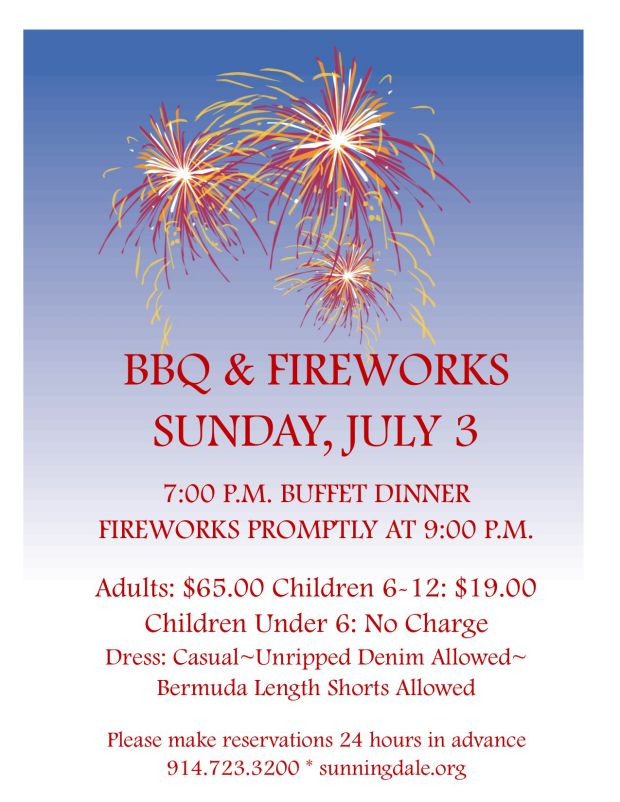 BBQ & FIREWORKS
SUNDAY, JULY 3
7:00 P.M. BUFFET DINNER
FIREWORKS PROMPTLY AT 9:00 P.M.
Adults: $65.00 Children 6-12: $19.00
Children Under 6: No Charge
Dress: Casual~Unripped Denim Allowed~
Bermuda Length Shorts Allowed
Please make reservations 24 hours in advance
914.723.3200 * sunningdale.org